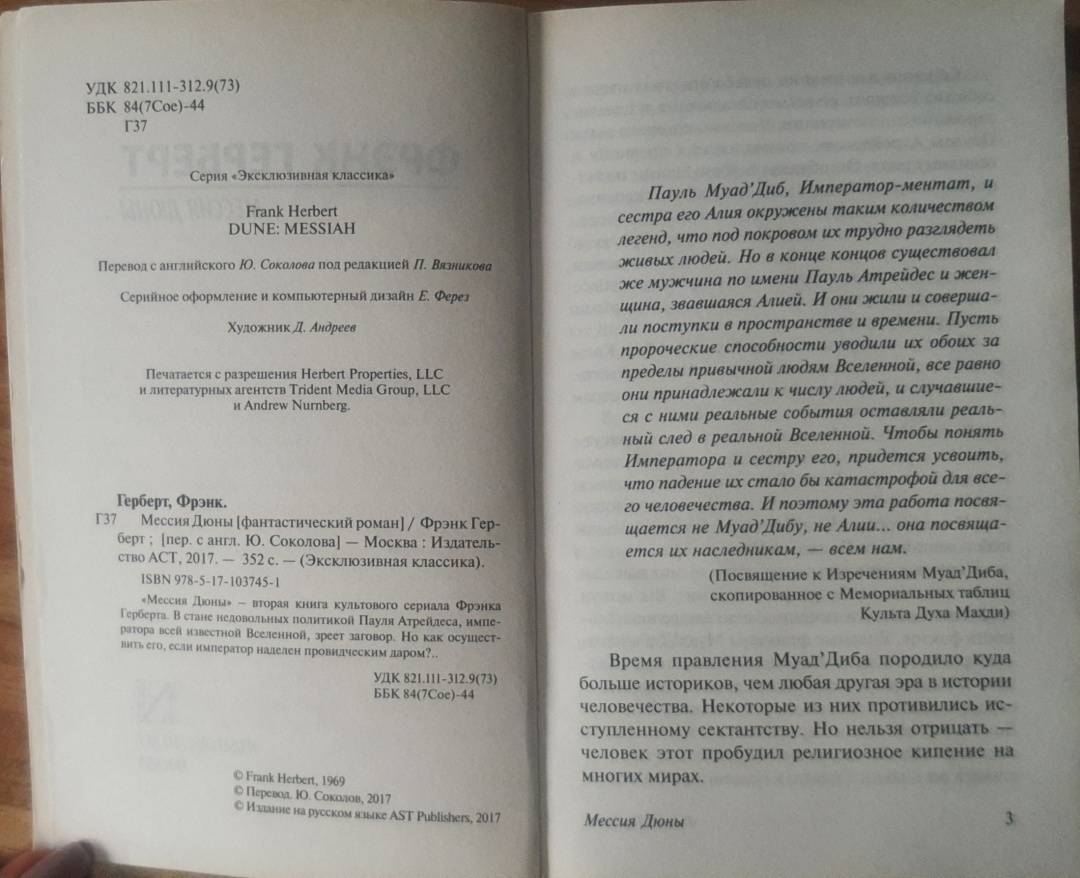 УДК 821.111-312.9(73)
ББК 84(7Сое)-44
Г37
Серия «Эксклюзивная классика»
Frank Herbert
DUNE: MESSIAH
Перевод с английского Ю. Соколова под редакцией П. Вязникова
Серийное оформление и компьютерный дизайн Е. Ферез
Художник Д. Андреев
Печатается с разрешения Herbert Properties, LLC
и литературных агентств Trident Media Group, LLC
и Andrew Nurnberg.
Герберт, Фрэнк.
Г37 Мессия Дюны [фантастический роман] / Фрэнк Гер-
берт ; [пер. с англ. Ю. Соколова] — Москва : Издатель-
ство АСТ, 2017. — 352 с. — (Эксклюзивная классика).
ISBN 978-5-17-103745-1
«Мессия Дюны» – вторая книга культового сериала Фрэнка
Герберта. В стане недовольных политикой Пауля Атрейдеса, импе-
ратора всей известной Вселенной, зреет заговор. Но как осущест-
вить его, если император наделен провидческим даром?..
УДК 821.111-312.9(73)
ББК 84(7Сое)-44
© Frank Herbert, 1969
© Перевод. Ю. Соколов, 2017
© Издание на русском языке AST Publishers, 2017
Пауль Муад’Диб, Император-ментат, и
сестра его Алия окружены таким количеством
легенд, что под покровом их трудно разглядеть
живых людей. Но в конце концов существовал
же мужчина по имени Пауль Атрейдес и жен-
щина, звавшаяся Алией. И они жили и соверша-
ли поступки в пространстве и времени. Пусть
пророческие способности уводили их обоих за
пределы привычной людям Вселенной, все равно
они принадлежали к числу людей, и случавшие-
ся с ними реальные события оставляли реаль-
ный след в реальной Вселенной. Чтобы понять
Императора и сестру его, придется усвоить,
что падение их стало бы катастрофой для все-
го человечества. И поэтому эта работа посвя-
щается не Муад’Дибу, не Алии... она посвяща-
ется их наследникам, — всем нам.
(Посвящение к Изречениям Муад’Диба,
скопированное с Мемориальных таблиц
Культа Духа Махди)
Время правления Муад’Диба породило куда
больше историков, чем любая другая эра в истории
человечества. Некоторые из них противились ис-
ступленному сектантству. Но нельзя отрицать —
человек этот пробудил религиозное кипение на
многих мирах.
Мессия Дюны 3